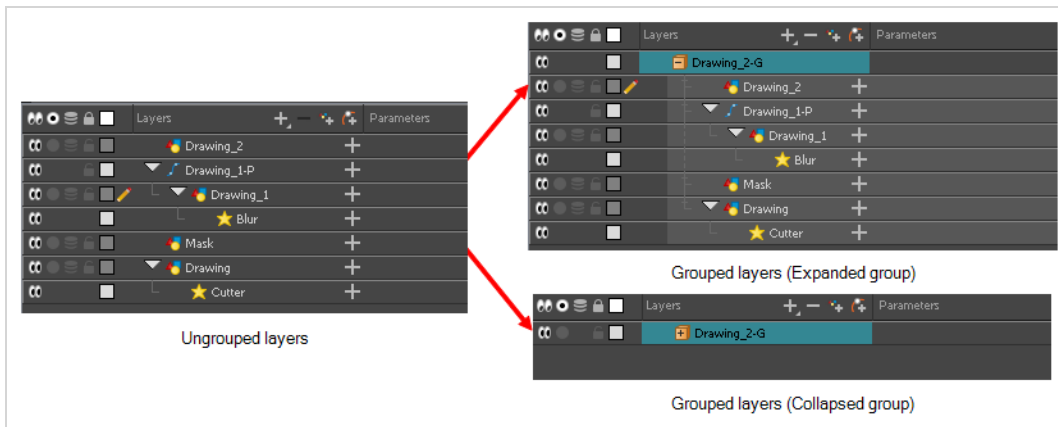 Layers Parameters
Drawing_2
Drawing_1-P
Drawing_1
Blur
Mask
Drawing
Cutter
Ungrouped layers
Layers Parameters
Drawing_2-G
Drawing_2
Drawing_1-P
Drawing_1
Blur
Mask
Drawing
Cutter
Grouped layers (Expanded group)
Layers Parameters
Drawing_2-G
Grouped layers (Collapsed group)